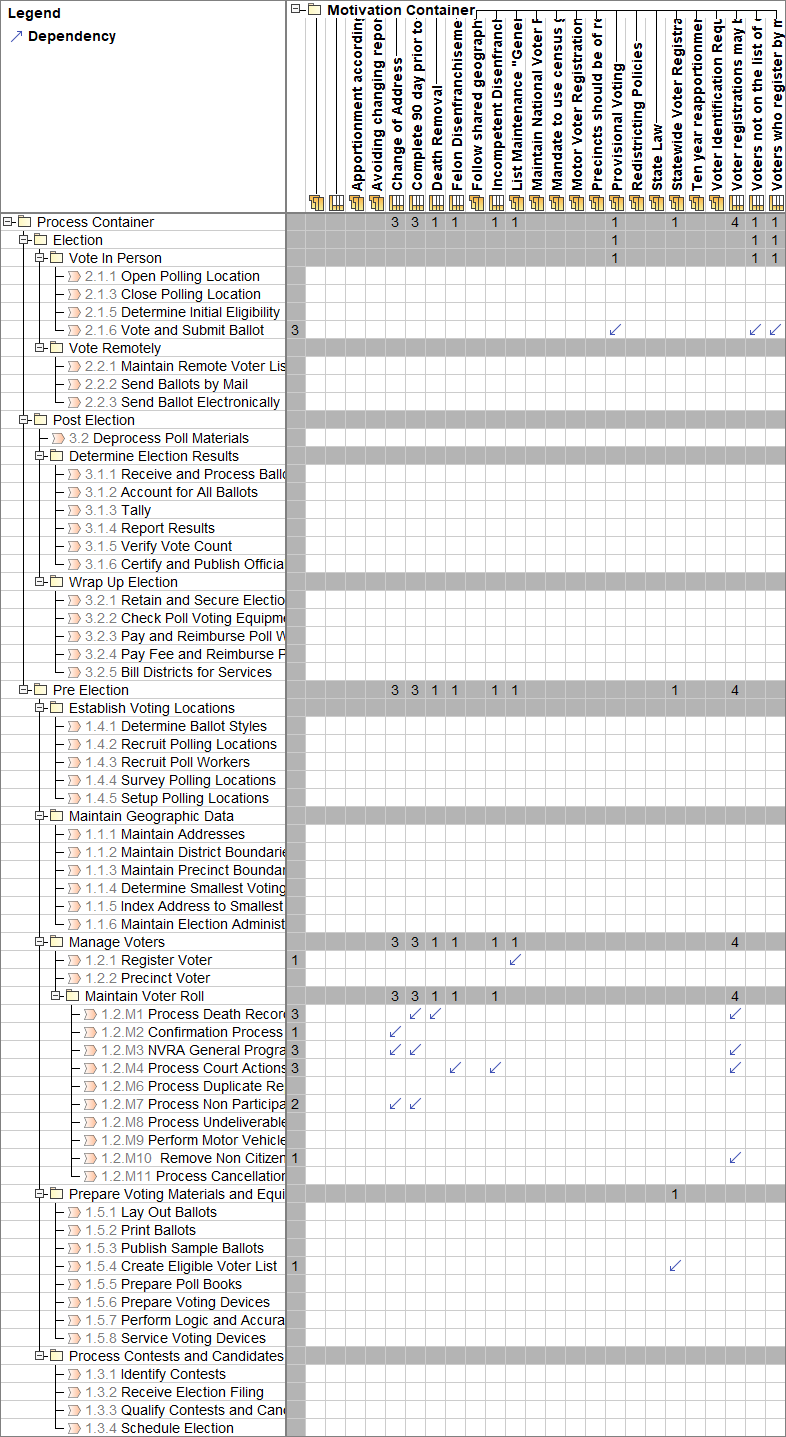 Legend
Dependency
Motivation Container
Apportionment according
Avoiding changing report
Change of Address
Complete 90 day prior to
Death Removal
Felon Disenfranchiseme
Follow shared geograph
Incompetent Disenfranch
List Maintenance "Gener
Maintain National Voter
Mandate to use census
Motor Voter Registration
Precincts should be of re
Provisional Voting
Redistricting Policies
State Law
Statewide Voter Registra
Ten year reapportionmen
Voter Identification Requ
Voter registrations may
Voters not on the list of
Voters who register by m
Process Container 3 3 1 1 1 1 1 1 4 1 1
Election 1 1 1
Vote In Person 1 1 1
2.1.1 Open Polling Location
2.1.3 Close Polling Location
2.1.5 Determine Initial Eligibility
2.1.6 Vote and Submit Ballot 3
Vote Remotely
2.2.1 Maintain Remote Voter Lis
2.2.2 Send Ballots by Mail
2.2.3 Send Ballot Electronically
Post Election
3.2 Deprocess Poll Materials
Determine Election Results
3.1.1 Receive and Process Ballo
3.1.2 Account for All Ballots
3.1.3 Tally
3.1.4 Report Results
3.1.5 Verify Vote Count
3.1.6 Certify and Publish Officia
Wrap Up Election
3.2.1 Retain and Secure Electio
3.2.2 Check Poll Voting Equipme
3.2.3 Pay and Reimburse Poll W
3.2.4 Pay Fee and Reimburse P
3.2.5 Bill Districts for Services
Pre Election 3 3 1 1 1 1 1 4
Establish Voting Locations
1.4.1 Determine Ballot Styles
1.4.2 Recruit Polling Locations
1.4.3 Recruit Poll Workers
1.4.4 Survey Polling Locations
1.4.5 Setup Polling Locations
Maintain Geographic Data
1.1.1 Maintain Addresses
1.1.2 Maintain District Boundarie
1.1.3 Maintain Precinct Boundar
1.1.4 Determine Smallest Voting
1.1.5 Index Address to Smallest
1.1.6 Maintain Election Administ
Manage Voters 3 3 1 1 1 1 4
1.2.1 Register Voter 1
1.2.2 Precinct Voter
Maintain Voter Roll 3 3 1 1 1 4
1.2.M1 Process Death Recor 3
1.2.M2 Confirmation Process 1
1.2.M3 NVRA General Progra 3
1.2.M4 Process Court Actions 3
1.2.M6 Process Duplicate Re
1.2.M7 Process Non Participa 2
1.2.M8 Process Undeliverable
1.2.M9 Perform Motor Vehicle
1.2.M10 Remove Non Citizen 1
1.2.M11 Process Cancellation
Prepare Voting Materials and Equi 1
1.5.1 Lay Out Ballots
1.5.2 Print Ballots
1.5.3 Publish Sample Ballots
1.5.4 Create Eligible Voter List 1
1.5.5 Prepare Poll Books
1.5.6 Prepare Voting Devices
1.5.7 Perform Logic and Accura
1.5.8 Service Voting Devices
Process Contests and Candidates
1.3.1 Identify Contests
1.3.2 Receive Election Filing
1.3.3 Qualify Contests and Can
1.3.4 Schedule Election